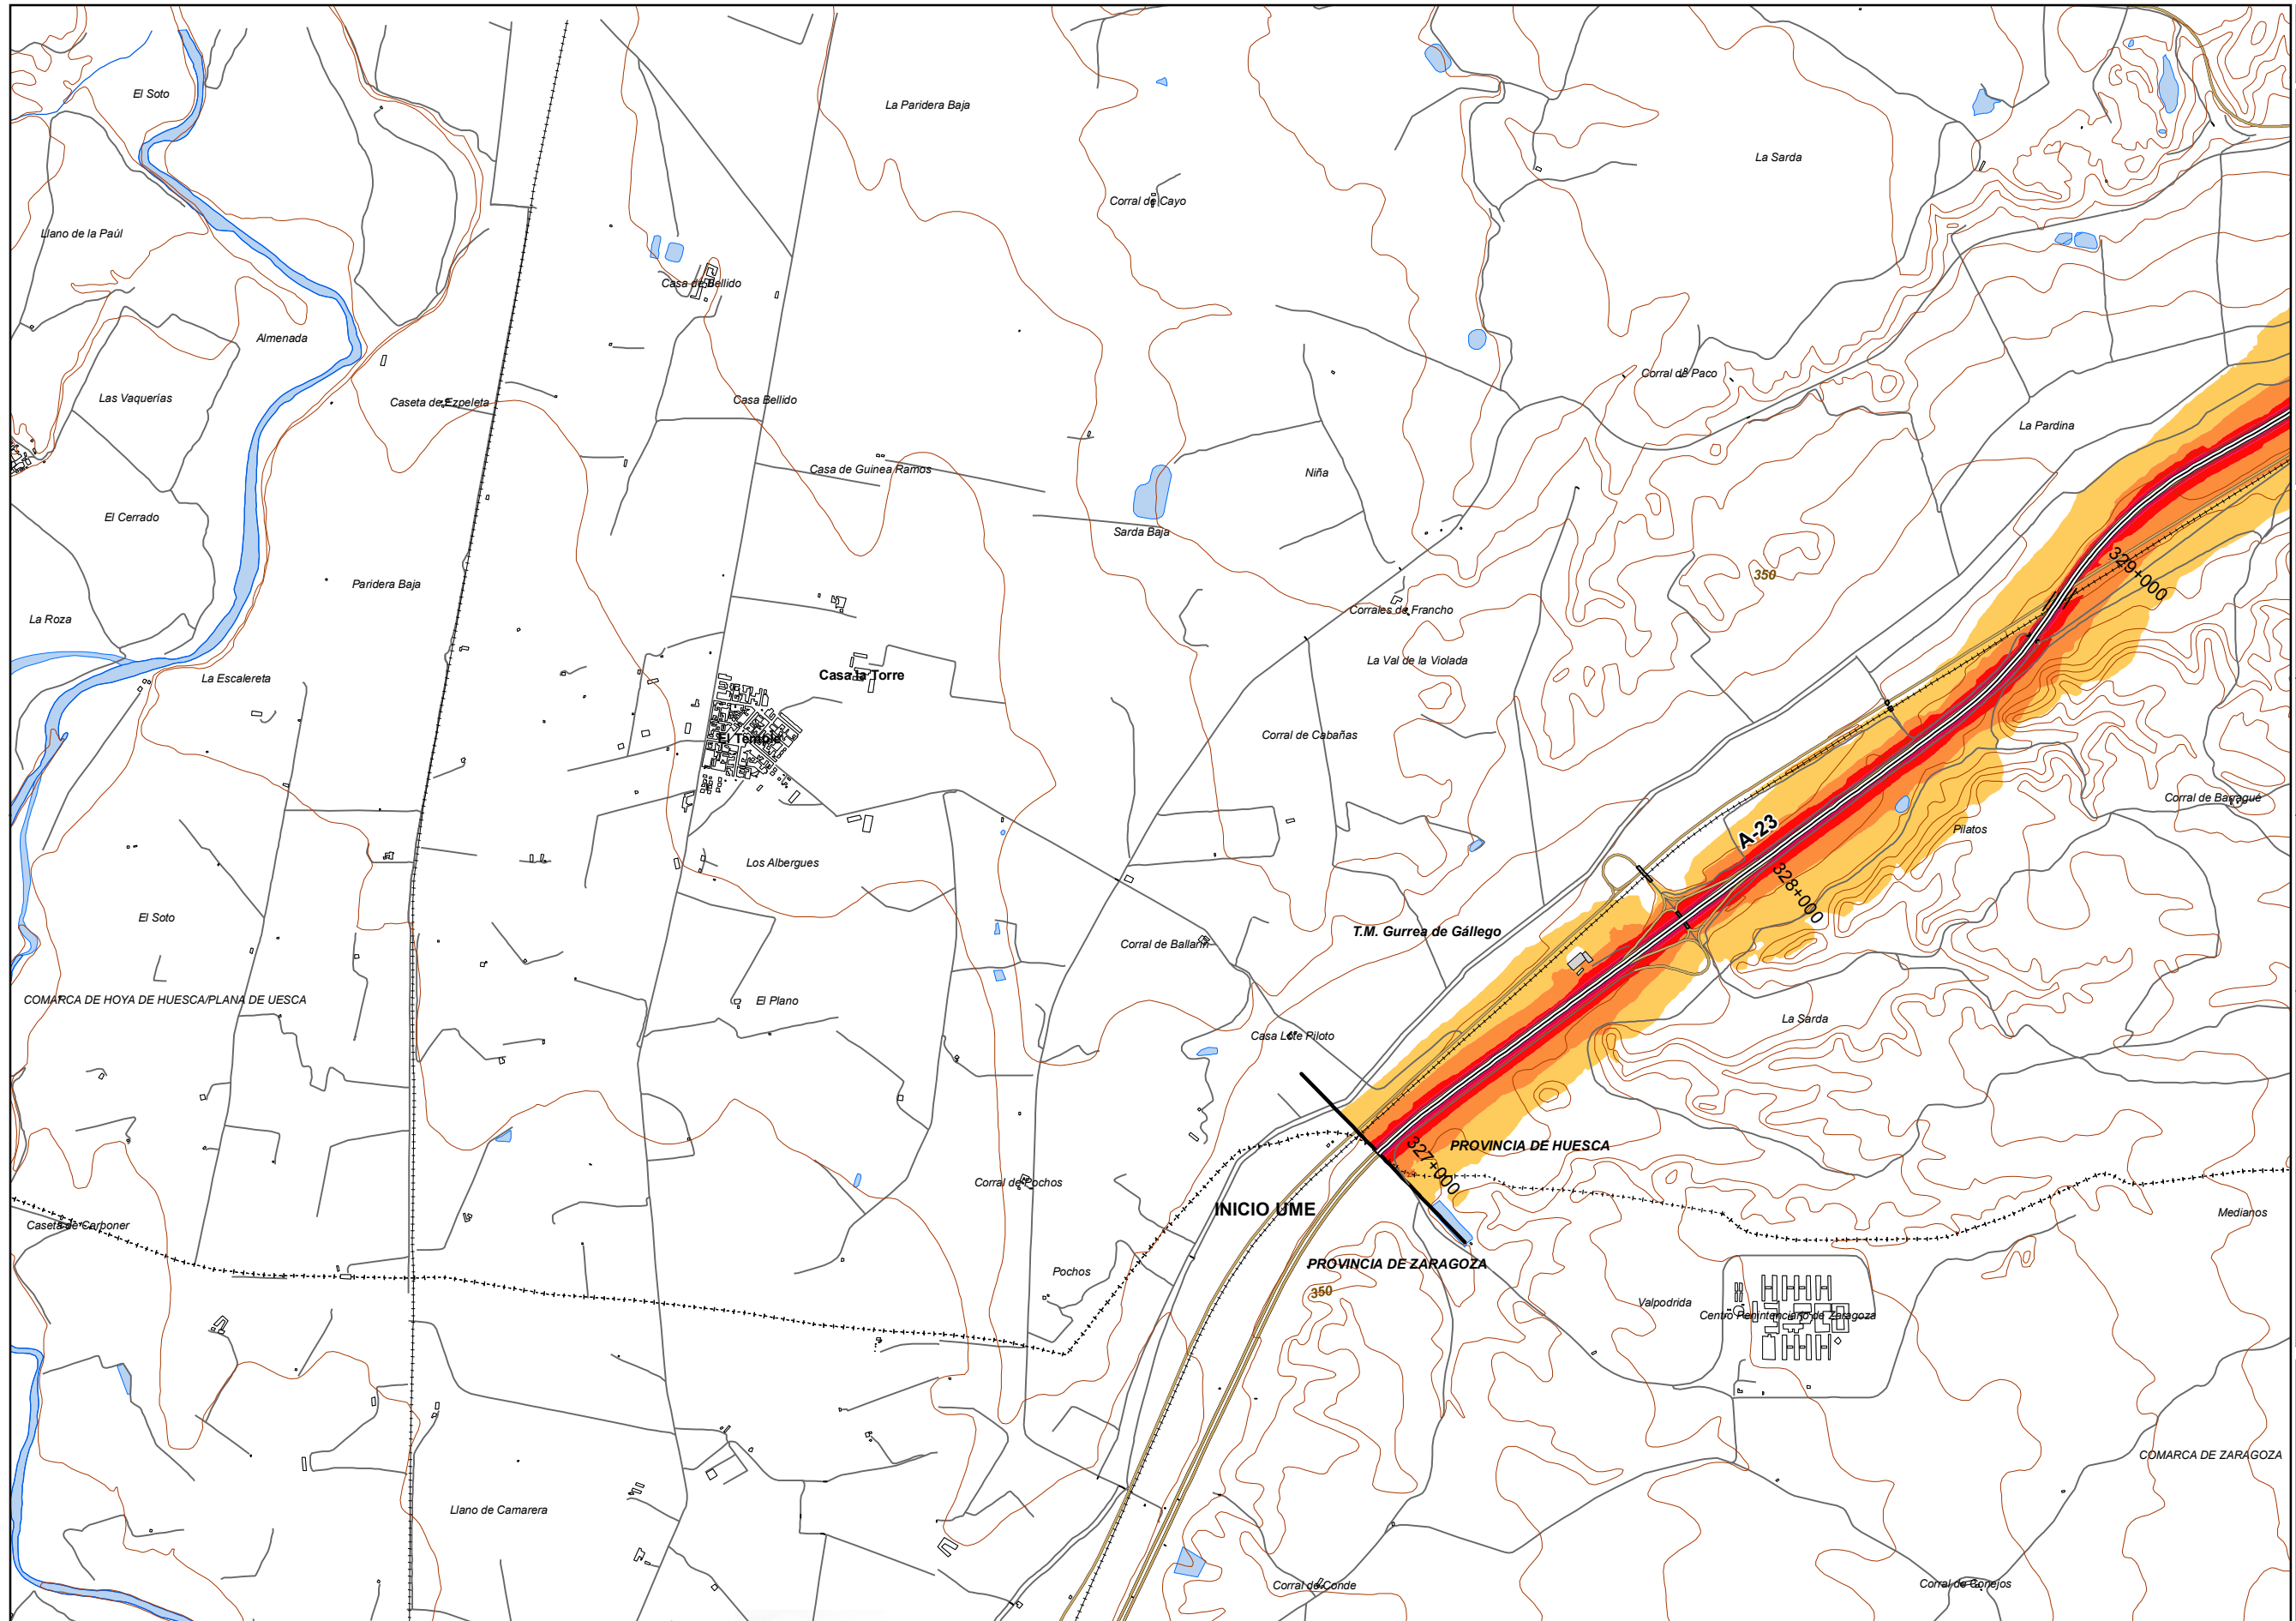 El Soto
La Paridera Baja
La Sarda
Corral de Cayo
Llano de la Paúl
Casa de Bellido
Almenada
Corral de Paco
Las Vaquerías
Caseta de Ezpeleta
Casa Bellido
La Pardina
Casa de Guinea Ramos
Niña
El Cerrado
Sarda Baja
329+000
350
Paridera Baja
Corrales de Francho
La Roza
La Val de la Violada
La Escalereta
Casa la Torre
El Temple
Corral de Cabañas
Corral de Barragué
A-23
Pilatos
Los Albergues
328+000
El Soto
T.M. Gurrea de Gállego
Corral de Ballarín
COMARCA DE HOYA DE HUESCA/PLANA DE UESCA
El Plano
La Sarda
Casa Lote Piloto
PROVINCIA DE HUESCA
327+000
Corral de Pochos
INICIO UME
Medianos
Caseta de Carboner
PROVINCIA DE ZARAGOZA
Pochos
350
Valpodrida
Centro Penintenciario de Zaragoza
COMARCA DE ZARAGOZA
Llano de Camarera
Corral de Conde
Corral de Conejos